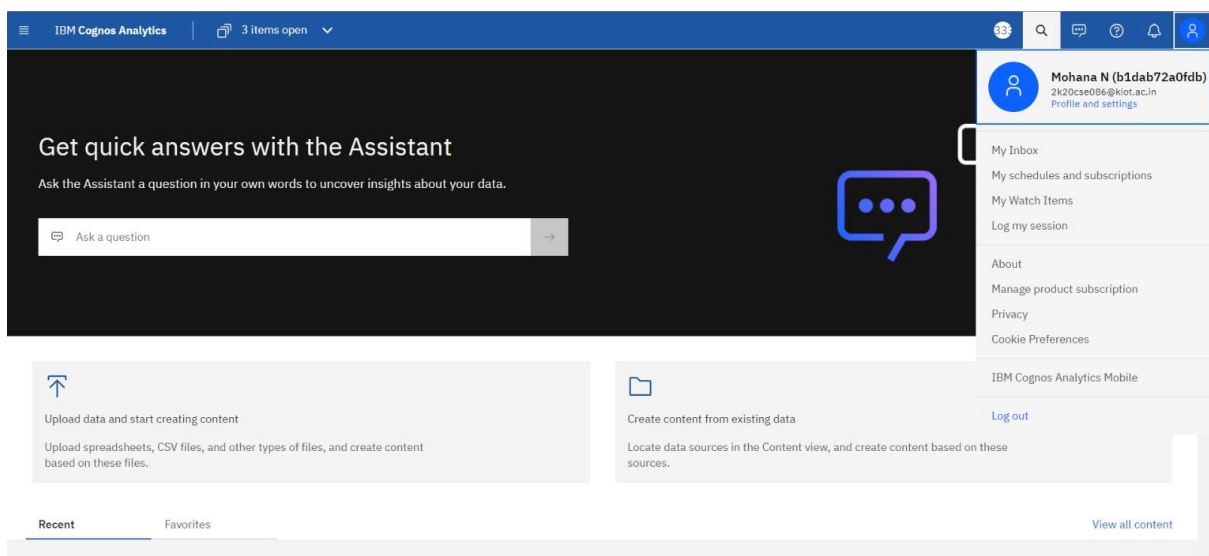 IBM Cognos Analytics
3 items open
Mohana N (b1dab72a0fdb)
2k20cse086@kiot.ac.in
Profile and settings
Get quick answers with the Assistant
Ask the Assistant a question in your own words to uncover insights about your data.
Ask a question
My Inbox
My schedules and subscriptions
My Watch Items
Log my session
About
Manage product subscription
Privacy
Cookie Preferences
IBM Cognos Analytics Mobile
Log out
Upload data and start creating content
Upload spreadsheets, CSV files, and other types of files, and create content
based on these files.
Create content from existing data
Locate data sources in the Content view, and create content based on these
sources.
Recent
Favorites
View all content